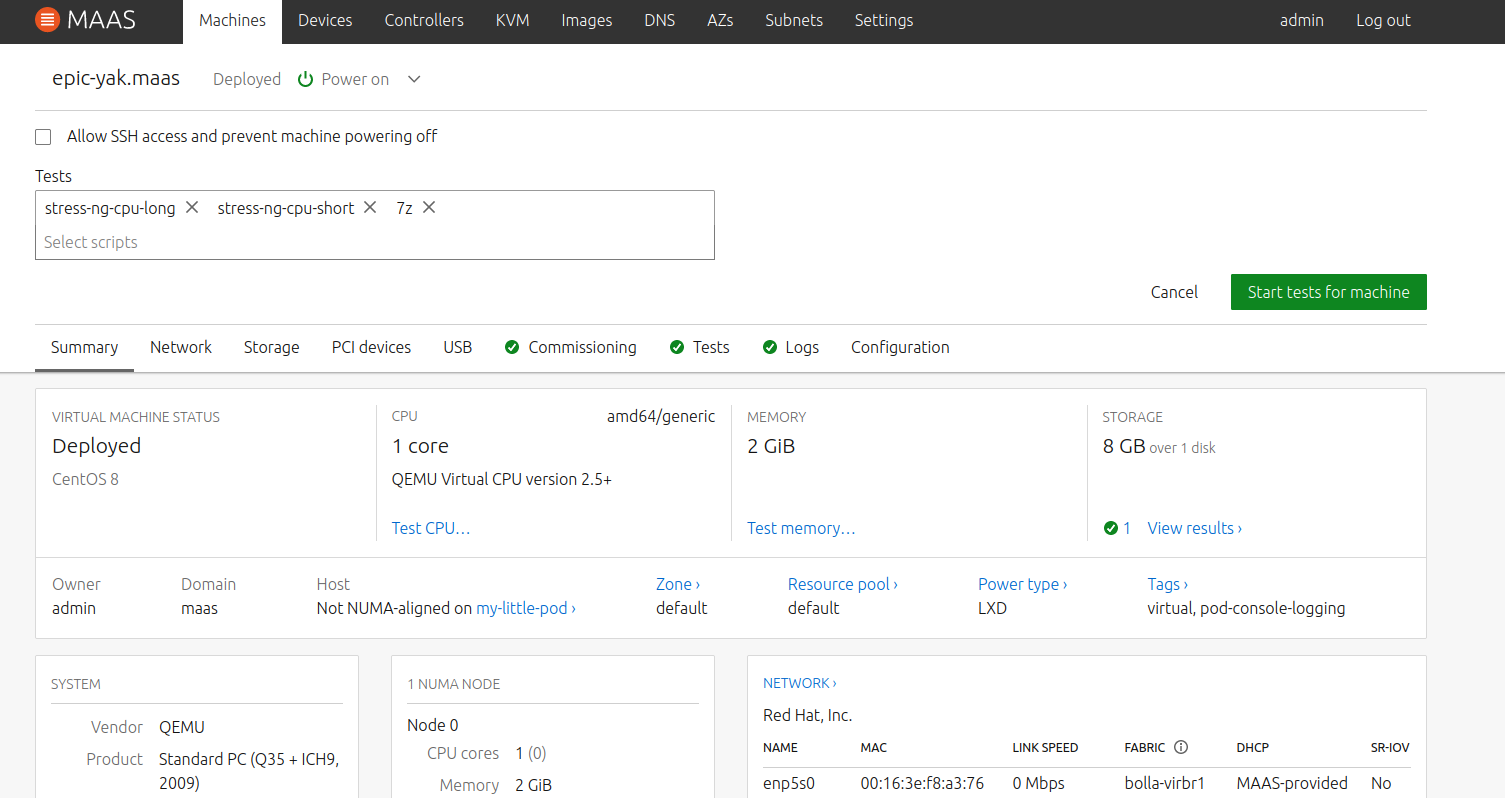 MAAS Machines Devices Controllers KVM Images DNS AZs Subnets Settings admin Log out
epic-yak.maas Deployed Power on
Allow SSH access and prevent machine powering off
Tests
stress-ng-cpu-long stress-ng-cpu-short 7z
Select scripts
Cancel Start tests for machine
Summary Network Storage PCI devices USB Commissioning Tests Logs Configuration
VIRTUAL MACHINE STATUS
Deployed
CentOS 8
CPU amd64/generic
1 core
QEMU Virtual CPU version 2.5+
Test CPU…
MEMORY
2 GiB
Test memory…
STORAGE
8 GB over 1 disk
1 View results ›
Owner
admin
Domain
maas
Host
Not NUMA-aligned on my-little-pod ›
Zone ›
default
Resource pool ›
default
Power type ›
LXD
Tags ›
virtual, pod-console-logging
SYSTEM
Vendor QEMU
Product Standard PC (Q35 + ICH9,
2009)
1 NUMA NODE
Node 0
CPU cores 1 (0)
Memory 2 GiB
NETWORK ›
Red Hat, Inc.
NAME MAC LINK SPEED FABRIC DHCP SR-IOV
enp5s0 00:16:3e:f8:a3:76 0 Mbps bolla-virbr1 MAAS-provided No